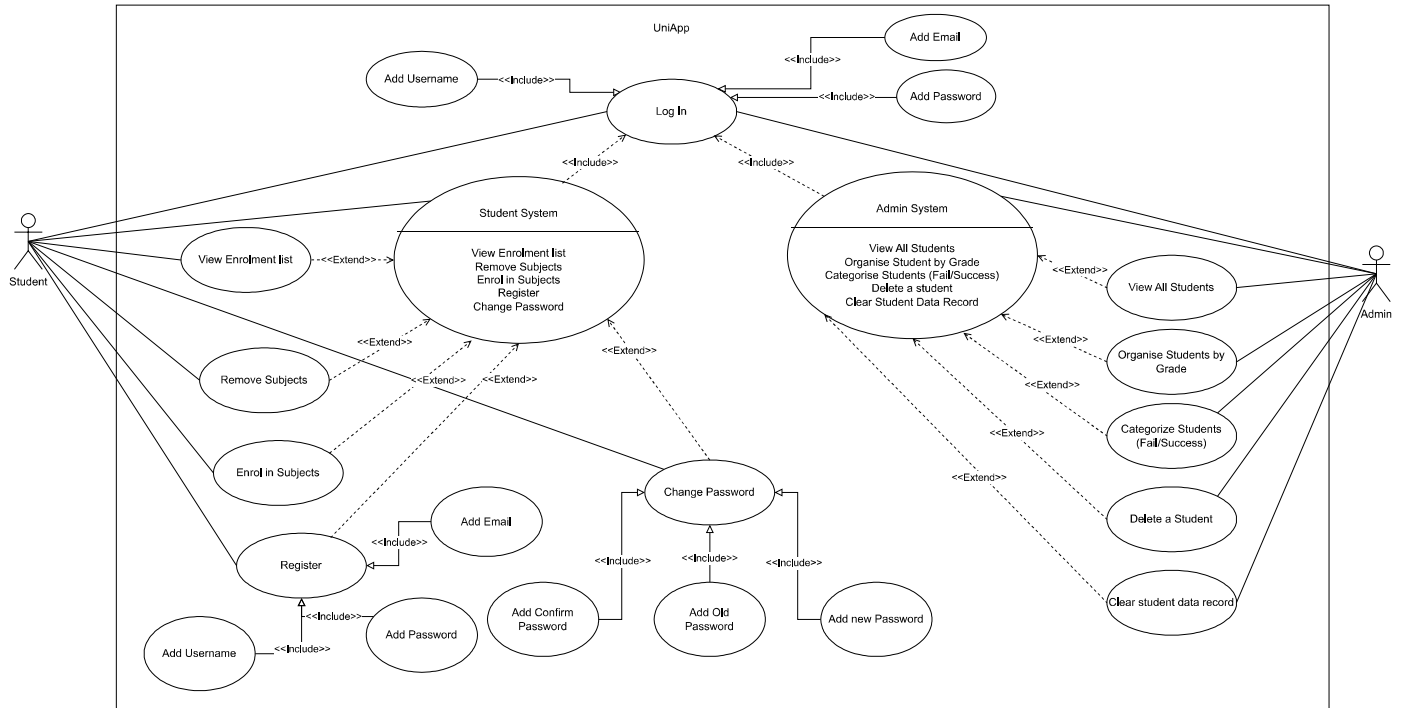 UniApp
Add Email
<<Include>>
Add Username
<<Include>>
<<Include>>
Add Password
Log In
<<Include>>
<<Include>>
Student System
Admin System
View Enrolment list
Remove Subjects
Enrol in Subjects
Register
Change Password
View All Students
Organise Student by Grade
Categorise Students (Fail/Success)
Delete a student
Clear Student Data Record
Student
Admin
View Enrolment list
<<Extend>>
<<Extend>>
View All Students
<<Extend>>
<<Extend>>
<<Extend>>
Organise Students by
Grade
Remove Subjects
<<Extend>>
<<Extend>>
<<Extend>>
Categorize Students
(Fail/Success)
<<Extend>>
Enrol in Subjects
<<Extend>>
Change Password
Delete a Student
Add Email
<<Include>>
Register
<<Include>>
<<Include>>
<<Include>>
Clear student data record
<<Include>>
Add Confirm
Password
Add Old
Password
Add new Password
Add Password
Add Username
<<Include>>